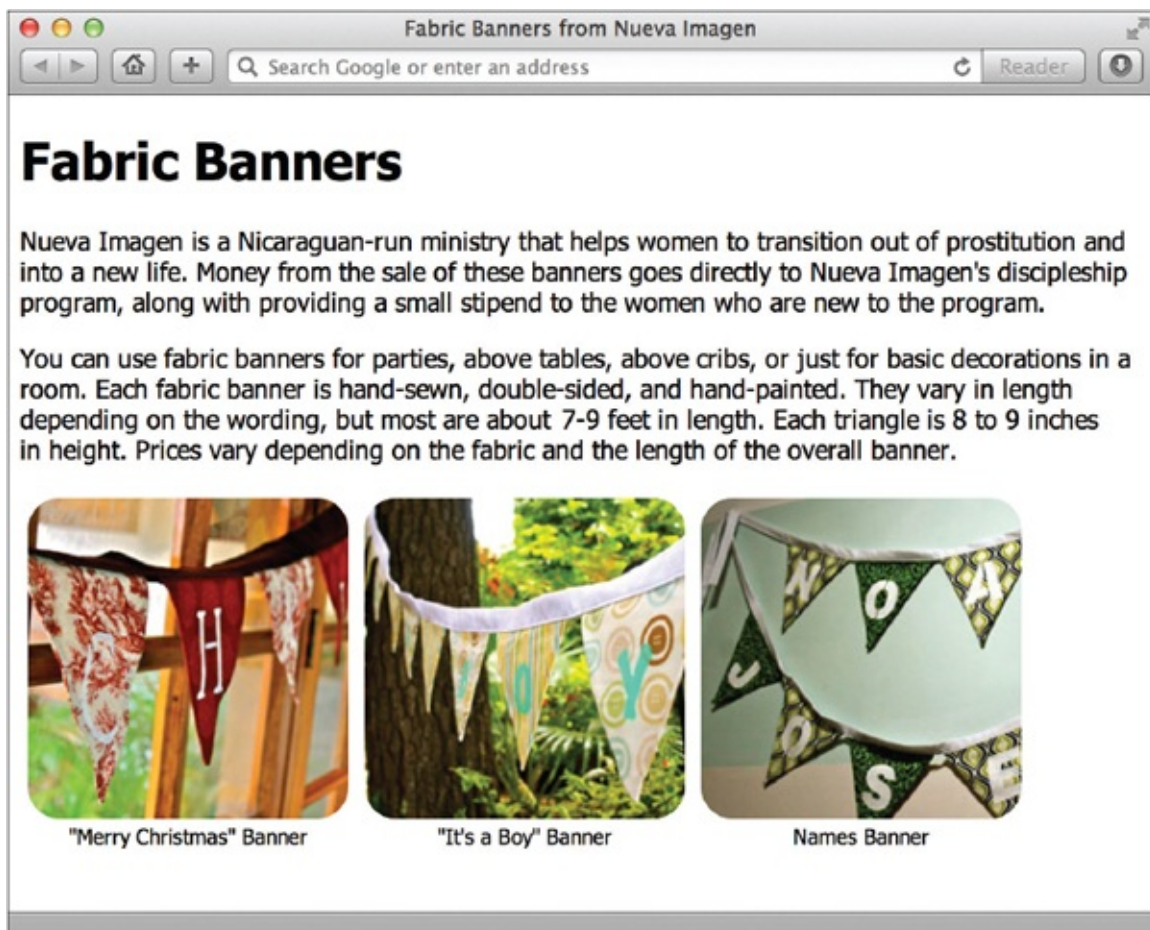 Fabric Banners from Nueva Imagen
Search Google or enter an address
Reader
Fabric Banners
Nueva Imagen is a Nicaraguan-run ministry that helps women to transition out of prostitution and
into a new life. Money from the sale of these banners goes directly to Nueva Imagen's discipleship
program, along with providing a small stipend to the women who are new to the program.
You can use fabric banners for parties, above tables, above cribs, or just for basic decorations in a
room. Each fabric banner is hand-sewn, double-sided, and hand-painted. They vary in length
depending on the wording, but most are about 7-9 feet in length. Each triangle is 8 to 9 inches
in height. Prices vary depending on the fabric and the length of the overall banner.
C H
O Y
N O A
J O S E
"Merry Christmas" Banner
"It's a Boy" Banner
Names Banner